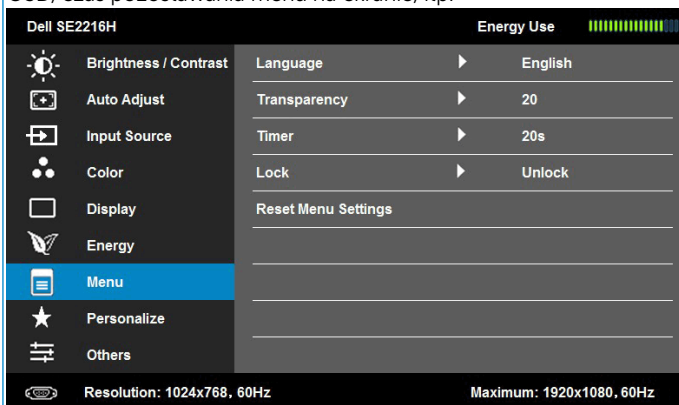 Dell SE2216H Energy Use
Brightness / Contrast Language English
Auto Adjust Transparency 20
Input Source Timer 20s
Color Lock Unlock
Display Reset Menu Settings
Energy
Menu
Personalize
Others
Resolution: 1024x768, 60Hz Maximum: 1920x1080, 60Hz